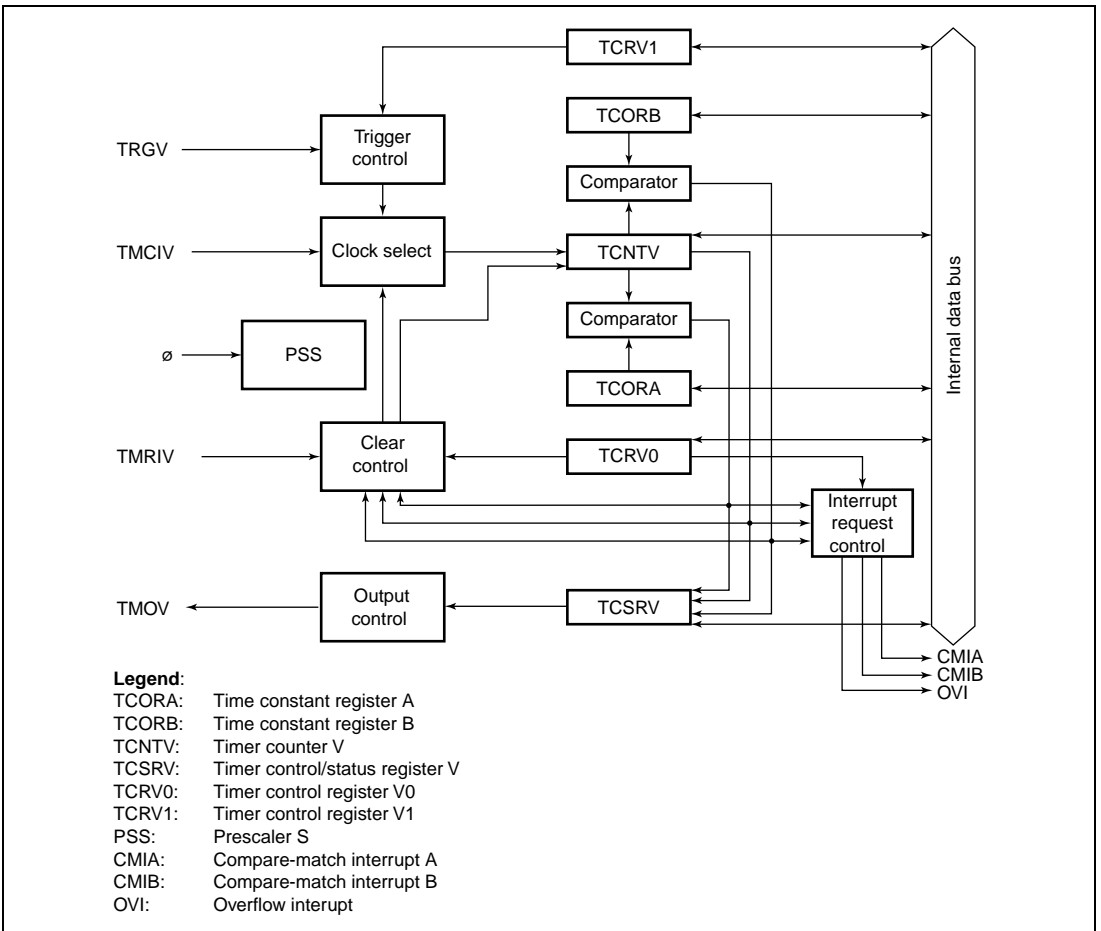 TCRV1
TCORB
Trigger
control
TRGV
Comparator
TMCIV
Clock select
TCNTV
Comparator
ø
PSS
TCORA
Internal data bus
Clear
control
TMRIV
TCRV0
Interrupt
request
control
TMOV
Output
control
TCSRV
CMIA
CMIB
OVI
Legend:
TCORA: Time constant register A
TCORB: Time constant register B
TCNTV: Timer counter V
TCSRV: Timer control/status register V
TCRV0: Timer control register V0
TCRV1: Timer control register V1
PSS: Prescaler S
CMIA: Compare-match interrupt A
CMIB: Compare-match interrupt B
OVI: Overflow interupt